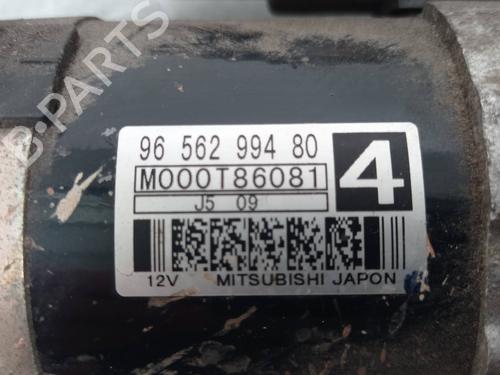 B-PARTS
96 562 994 80
M000T86081
4
J5 09
12V MITSUBISHI JAPON